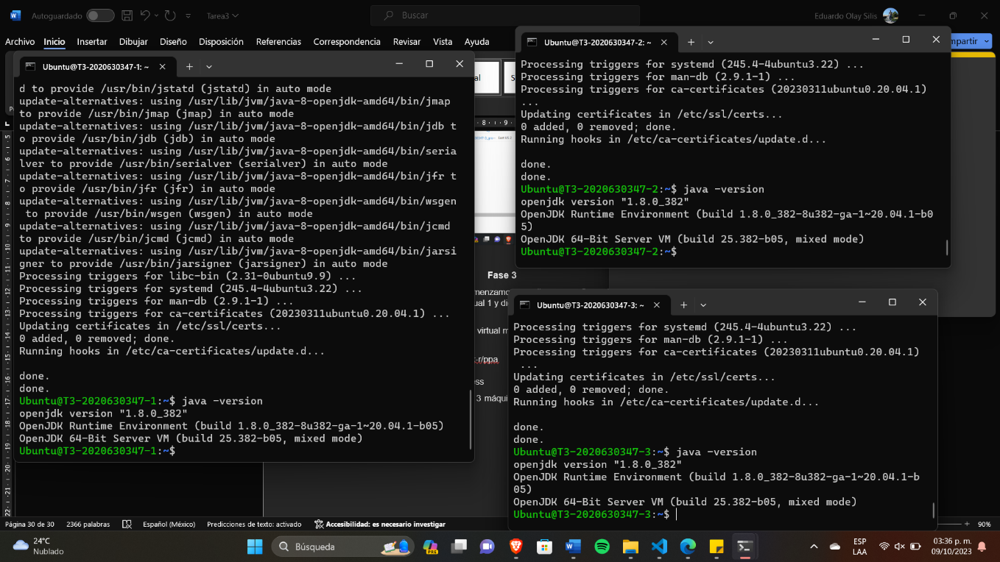 Autoguardado
Tarea3
Buscar
Eduardo Olay Silis
Archivo Inicio Insertar Dibujar Diseño Disposición Referencias Correspondencia Revisar Vista Ayuda
Ubuntu@T3-2020630347-1: ~
d to provide /usr/bin/jstatd (jstatd) in auto mode
update-alternatives: using /usr/lib/jvm/java-8-openjdk-amd64/bin/jmap
to provide /usr/bin/jmap (jmap) in auto mode
update-alternatives: using /usr/lib/jvm/java-8-openjdk-amd64/bin/jdb t
o provide /usr/bin/jdb (jdb) in auto mode
update-alternatives: using /usr/lib/jvm/java-8-openjdk-amd64/bin/seria
lver to provide /usr/bin/serialver (serialver) in auto mode
update-alternatives: using /usr/lib/jvm/java-8-openjdk-amd64/bin/jfr t
o provide /usr/bin/jfr (jfr) in auto mode
update-alternatives: using /usr/lib/jvm/java-8-openjdk-amd64/bin/wsgen
to provide /usr/bin/wsgen (wsgen) in auto mode
update-alternatives: using /usr/lib/jvm/java-8-openjdk-amd64/bin/jcmd
to provide /usr/bin/jcmd (jcmd) in auto mode
update-alternatives: using /usr/lib/jvm/java-8-openjdk-amd64/bin/jarsi
gner to provide /usr/bin/jarsigner (jarsigner) in auto mode
Processing triggers for libc-bin (2.31-0ubuntu9.9) ...
Processing triggers for systemd (245.4-4ubuntu3.22) ...
Processing triggers for man-db (2.9.1-1) ...
Processing triggers for ca-certificates (20230311ubuntu0.20.04.1) ...
Updating certificates in /etc/ssl/certs...
0 added, 0 removed; done.
Running hooks in /etc/ca-certificates/update.d...
done.
done.
Ubuntu@T3-2020630347-1:~$ java -version
openjdk version "1.8.0_382"
OpenJDK Runtime Environment (build 1.8.0_382-8u382-ga-1~20.04.1-b05)
OpenJDK 64-Bit Server VM (build 25.382-b05, mixed mode)
Ubuntu@T3-2020630347-1:~$
Ubuntu@T3-2020630347-2: ~
Processing triggers for systemd (245.4-4ubuntu3.22) ...
Processing triggers for man-db (2.9.1-1) ...
Processing triggers for ca-certificates (20230311ubuntu0.20.04.1)
...
Updating certificates in /etc/ssl/certs...
0 added, 0 removed; done.
Running hooks in /etc/ca-certificates/update.d...
done.
done.
Ubuntu@T3-2020630347-2:~$ java -version
openjdk version "1.8.0_382"
OpenJDK Runtime Environment (build 1.8.0_382-8u382-ga-1~20.04.1-b0
5)
OpenJDK 64-Bit Server VM (build 25.382-b05, mixed mode)
Ubuntu@T3-2020630347-2:~$
Fase 3
virtual m
r-r/ppa
ess
3 máqui
Ubuntu@T3-2020630347-3: ~
Processing triggers for systemd (245.4-4ubuntu3.22) ...
Processing triggers for man-db (2.9.1-1) ...
Processing triggers for ca-certificates (20230311ubuntu0.20.04.1)
...
Updating certificates in /etc/ssl/certs...
0 added, 0 removed; done.
Running hooks in /etc/ca-certificates/update.d...
done.
done.
Ubuntu@T3-2020630347-3:~$ java -version
openjdk version "1.8.0_382"
OpenJDK Runtime Environment (build 1.8.0_382-8u382-ga-1~20.04.1-b
05)
OpenJDK 64-Bit Server VM (build 25.382-b05, mixed mode)
Ubuntu@T3-2020630347-3:~$
Página 30 de 30 2366 palabras Español (México) Predicciones de texto: activado Accesibilidad: es necesario investigar 90%
24°C
Nublado
Búsqueda
PRE
ESP
LAA
03:36 p. m.
09/10/2023